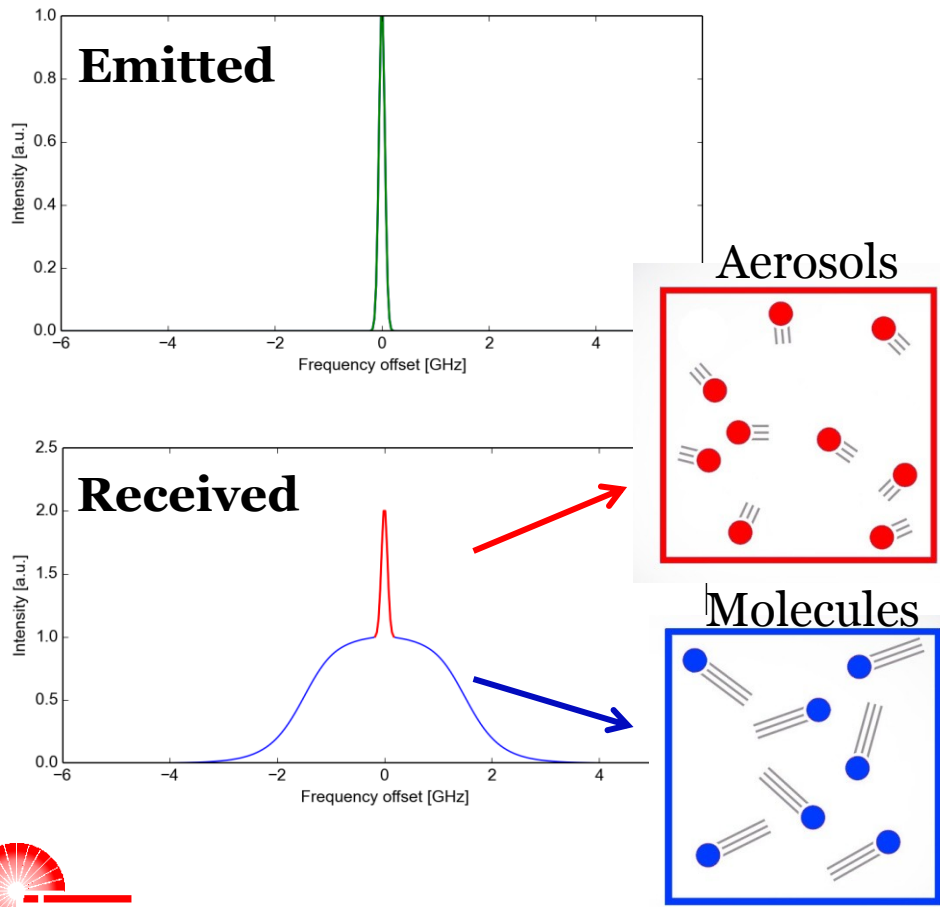 Emitted
1.0
0.8
0.6
0.4
0.2
0.0
Intensity [a.u.]
−6 −4 −2 0 2 4
Frequency offset [GHz]
Aerosols
Received
2.5
2.0
1.5
1.0
0.5
0.0
Intensity [a.u.]
−6 −4 −2 0 2 4
Frequency offset [GHz]
Molecules